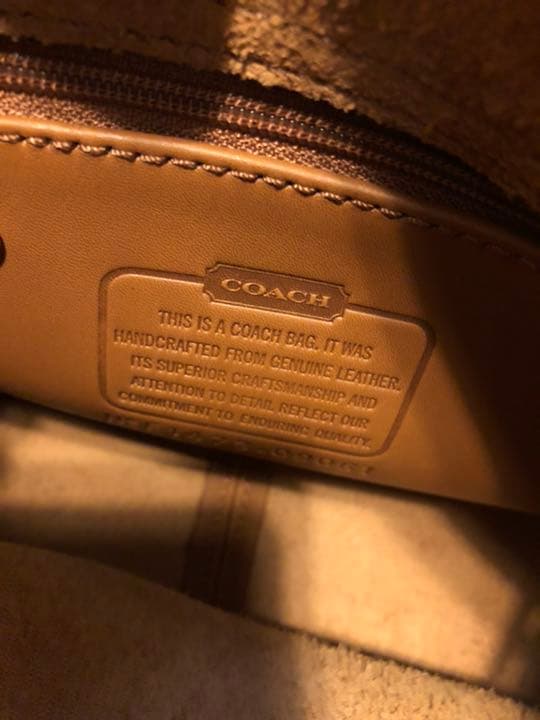 COACH
THIS IS A COACH BAG. IT WAS
HANDCRAFTED FROM GENUINE LEATHER.
ITS SUPERIOR CRAFTSMANSHIP AND
ATTENTION TO DETAIL REFLECT OUR
COMMITMENT TO ENDURING QUALITY.